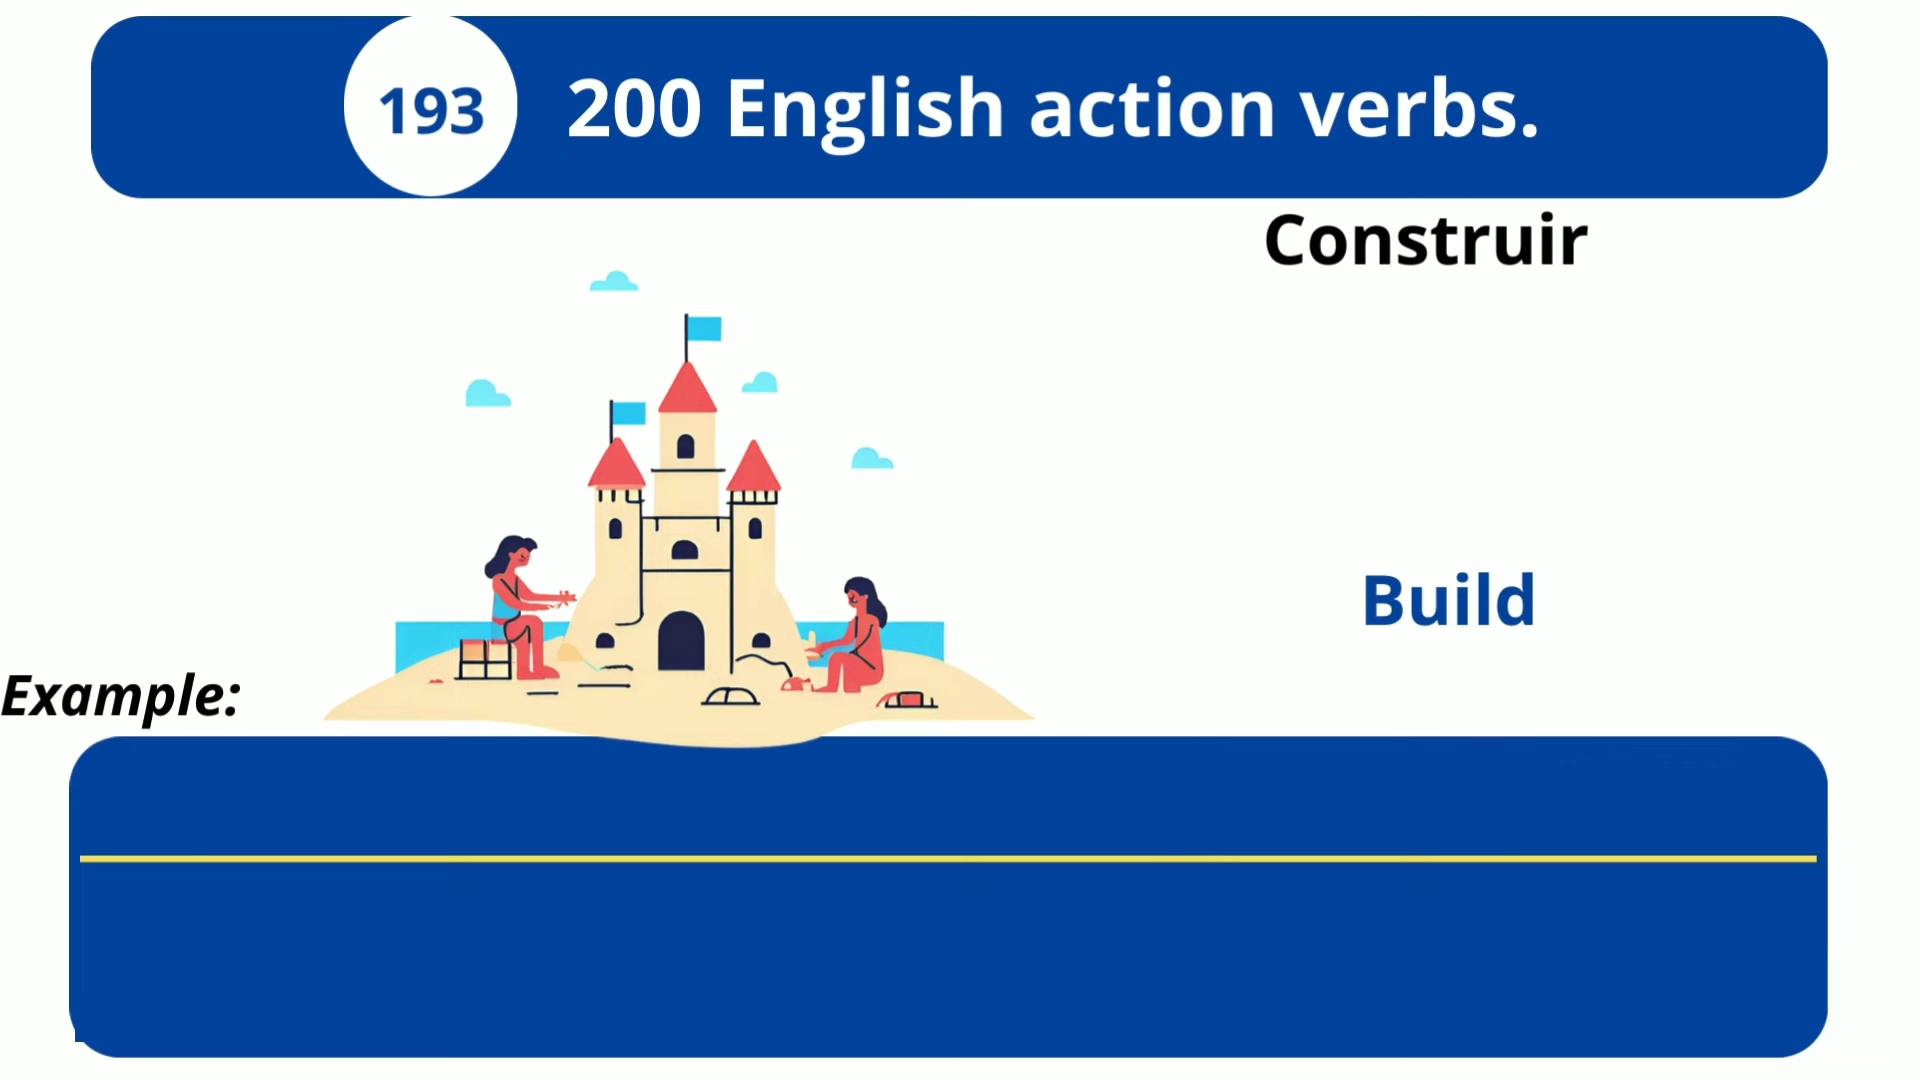 193
200 English action verbs.
Construir
Build
Example: